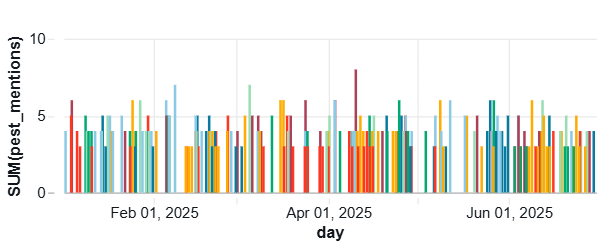 SUM(pest_mentions)
10
5
0
Feb 01, 2025
Apr 01, 2025
Jun 01, 2025
day